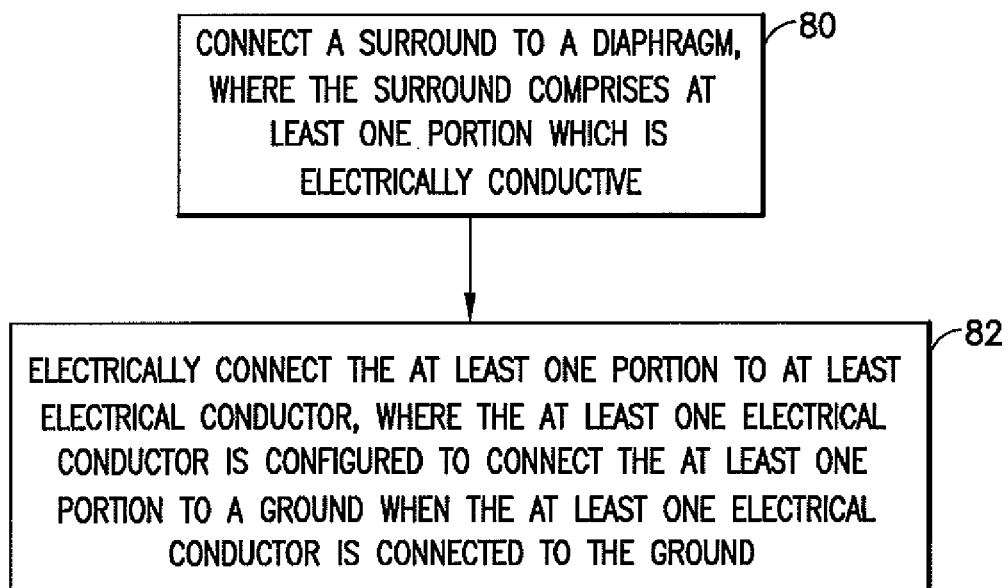 80
CONNECT A SURROUND TO A DIAPHRAGM,
WHERE THE SURROUND COMPRISES AT
LEAST ONE PORTION WHICH IS
ELECTRICALLY CONDUCTIVE
82
ELECTRICALLY CONNECT THE AT LEAST ONE PORTION TO AT LEAST
ELECTRICAL CONDUCTOR, WHERE THE AT LEAST ONE ELECTRICAL
CONDUCTOR IS CONFIGURED TO CONNECT THE AT LEAST ONE
PORTION TO A GROUND WHEN THE AT LEAST ONE ELECTRICAL
CONDUCTOR IS CONNECTED TO THE GROUND